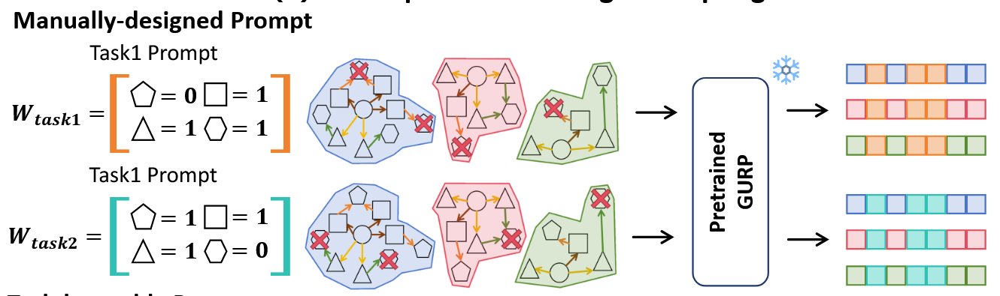 Manually-designed Prompt
Task1 Prompt
W_task1 = [ = 0 = 1
= 1 = 1 ]
Task1 Prompt
W_task2 = [ = 1 = 1
= 1 = 0 ]
Pretrained
GURP